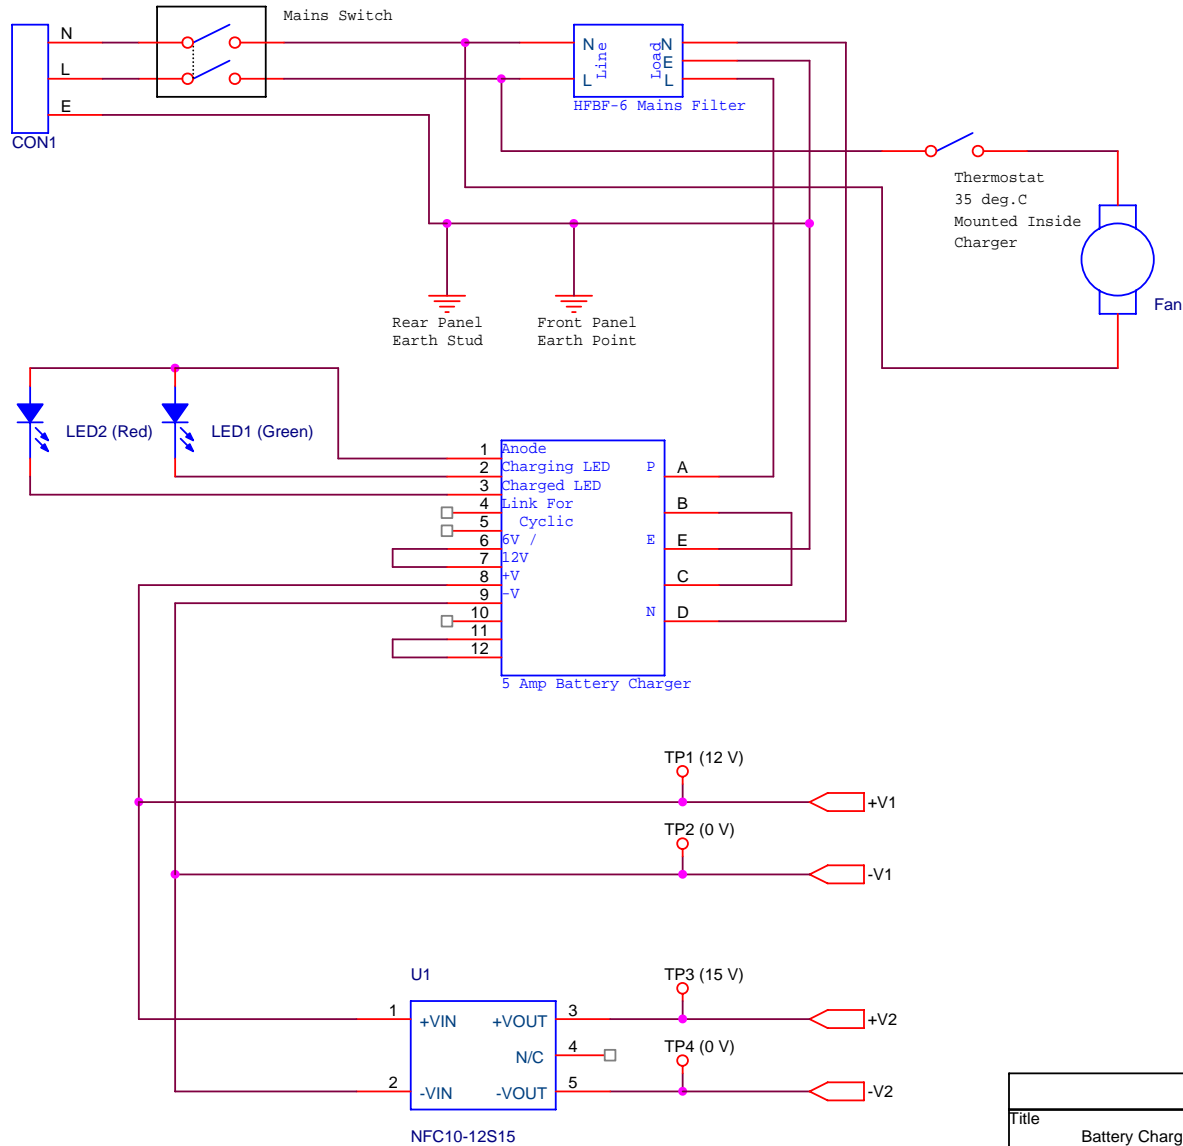 Mains Switch
N
L
E
CON1
N
L
Line
Load
N
E
L
HFBF-6 Mains Filter
Thermostat
35 deg.C
Mounted Inside
Charger
Fan
Rear Panel
Earth Stud
Front Panel
Earth Point
LED2 (Red)
LED1 (Green)
1
2
3
4
5
6
7
8
9
10
11
12
Anode
Charging LED
Charged LED
Link For
Cyclic
6V /
12V
+V
-V
P
E
N
A
B
E
C
D
5 Amp Battery Charger
TP1 (12 V)
+V1
TP2 (0 V)
-V1
U1
TP3 (15 V)
1
+VIN
+VOUT
3
+V2
N/C
4
TP4 (0 V)
2
-VIN
-VOUT
5
-V2
NFC10-12S15
Title
Battery Charg